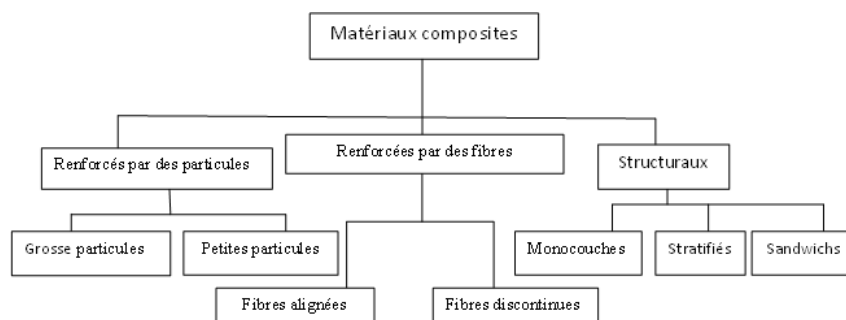 Matériaux composites
Renforcés par des particules
Renforcées par des fibres
Structuraux
Grosse particules
Petites particules
Monocouches
Stratifiés
Sandwichs
Fibres alignées
Fibres discontinues